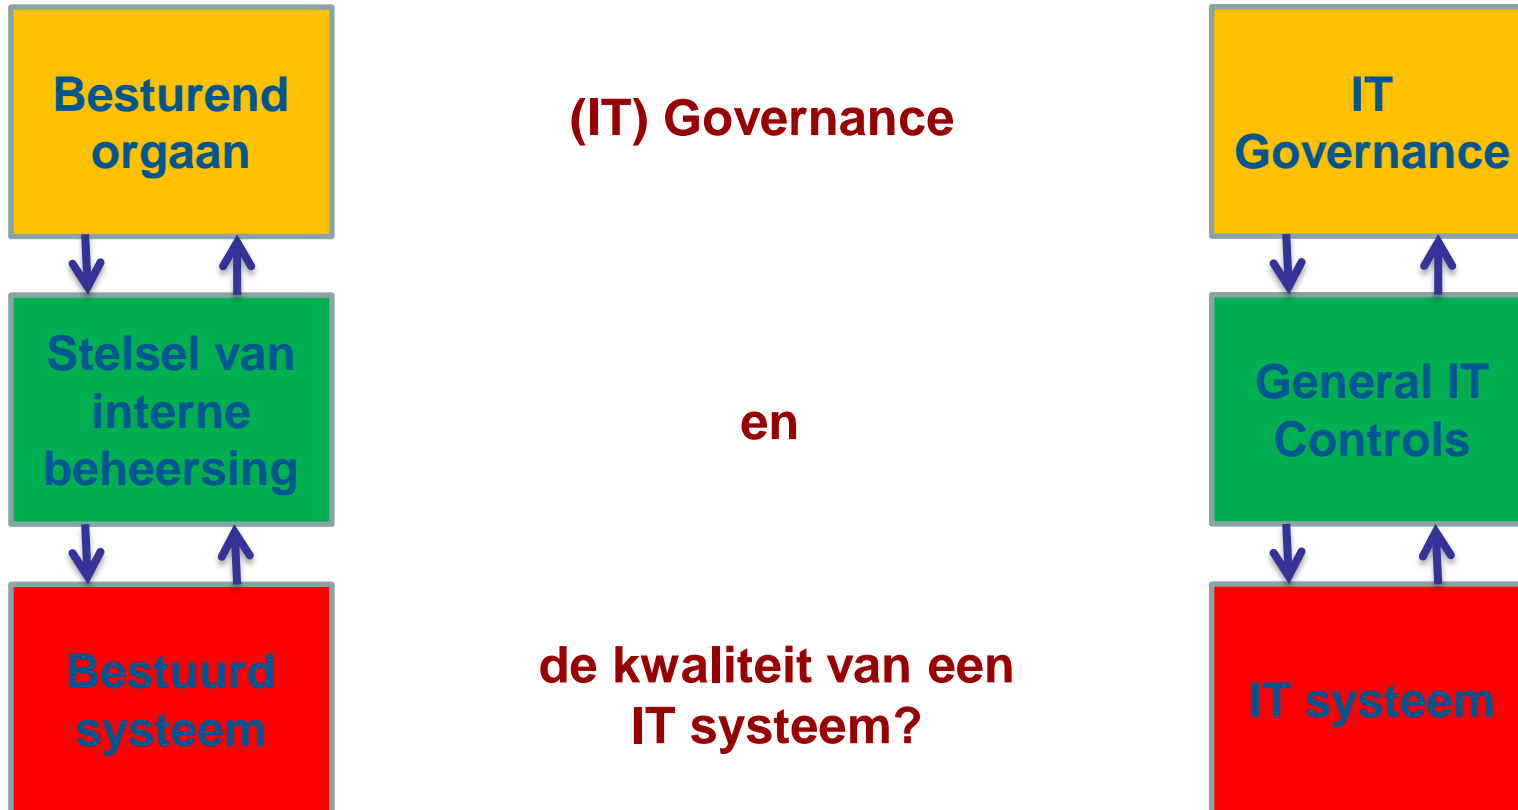 Besturend
orgaan
(IT) Governance
IT
Governance
Stelsel van
interne
beheersing
en
General IT
Controls
Bestuurd
systeem
de kwaliteit van een
IT systeem?
IT systeem